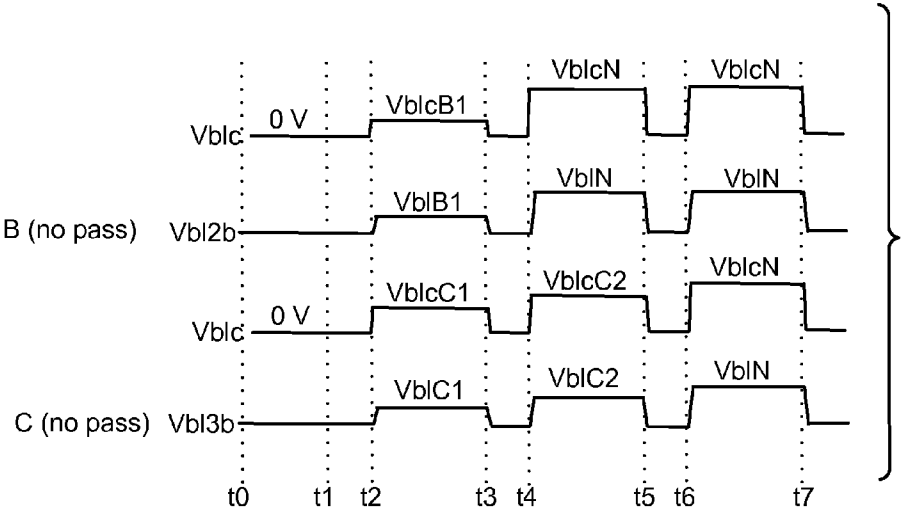 VblcN VblcN
VblcB1
0 V
Vblc
VblN VblN
VblB1
B (no pass) Vbl2b
VblcN
VblcC1 VblcC2
0 V
Vblc
VblC1 VblC2 VblN
C (no pass) Vbl3b
t0 t1 t2 t3 t4 t5 t6 t7